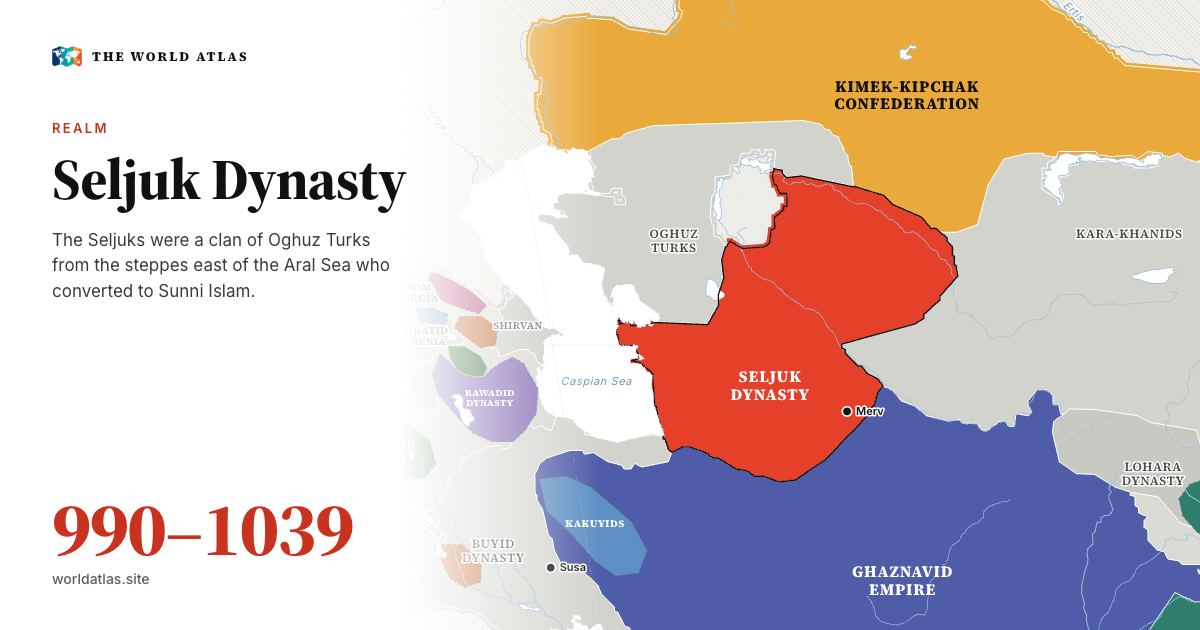 THE WORLD ATLAS
REALM
Seljuk Dynasty
The Seljuks were a clan of Oghuz Turks
from the steppes east of the Aral Sea who
converted to Sunni Islam.
990–1039
worldatlas.site
Ertis
KIMEK-KIPCHAK
CONFEDERATION
Volga
OGHUZ
TURKS
KARA-KHANIDS
SHIRVAN
Caspian Sea
RAWADID
DYNASTY
SELJUK
DYNASTY
Merv
LOHARA
DYNASTY
KAKUYIDS
BUYID
DYNASTY
Susa
GHAZNAVID
EMPIRE